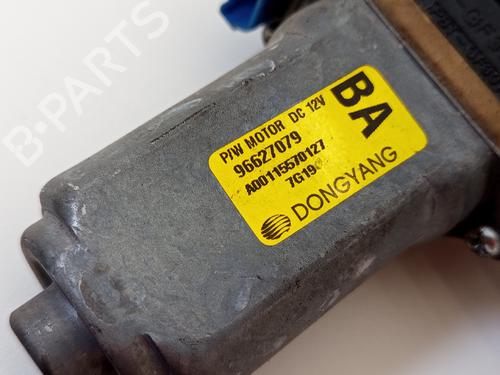 P/W MOTOR DC 12V
96627079
A00115570127
7G19
BA
DONGYANG
B-PARTS